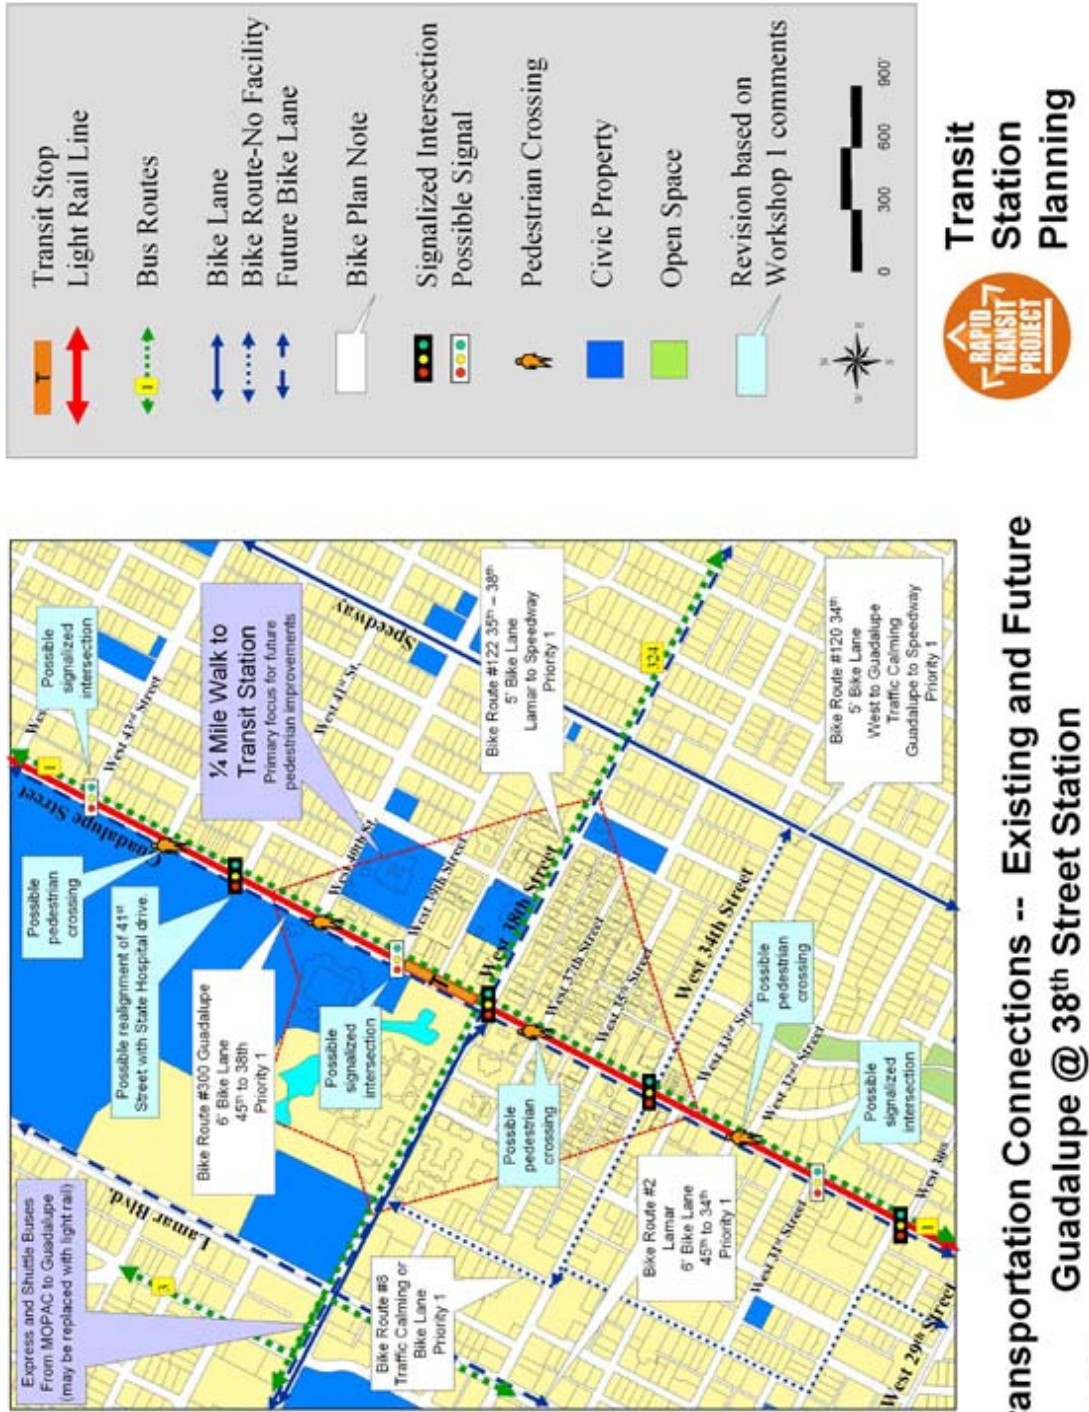 Transit Stop
Light Rail Line
1
Bus Routes
Bike Lane
Bike Route-No Facility
Future Bike Lane
Bike Plan Note
Signalized Intersection
Possible Signal
Pedestrian Crossing
Civic Property
Open Space
Revision based on
Workshop 1 comments
N
E
S
W
0 300 600 900'
RAPID
TRANSIT
PROJECT
Transit
Station
Planning
Express and Shuttle Buses
From MOPAC to Guadalupe
(may be replaced with light rail)
Lamar Blvd.
3
Possible
pedestrian
crossing
Guadalupe Street
Possible
signalized
intersection
1
West 43rd Street
Possible realignment of 41st
Street with State Hospital drive.
Bike Route #300 Guadalupe
6' Bike Lane
45th to 38th
Priority 1
¼ Mile Walk to
Transit Station
Primary focus for future
pedestrian improvements
Speedway
West 41st St.
West 40th St.
West 39th Street
Possible
signalized
intersection
T
West 38th Street
Bike Route #122 35th – 38th
5' Bike Lane
Lamar to Speedway
Priority 1
324
Bike Route #6
Traffic Calming or
Bike Lane
Priority 1
Possible
pedestrian
crossing
West 37th Street
West 35th Street
West 34th Street
Bike Route #2
Lamar
6' Bike Lane
45th to 34th
Priority 1
West 33rd Stre
Possible
pedestrian
crossing
West 32nd Street
Bike Route #120 34th
5' Bike Lane
West to Guadalupe
Traffic Calming
Guadalupe to Speedway
Priority 1
West 31st Street
Possible
signalized
intersection
West 30th
1
West 29th Street
ansportation Connections -- Existing and Future
Guadalupe @ 38th Street Station